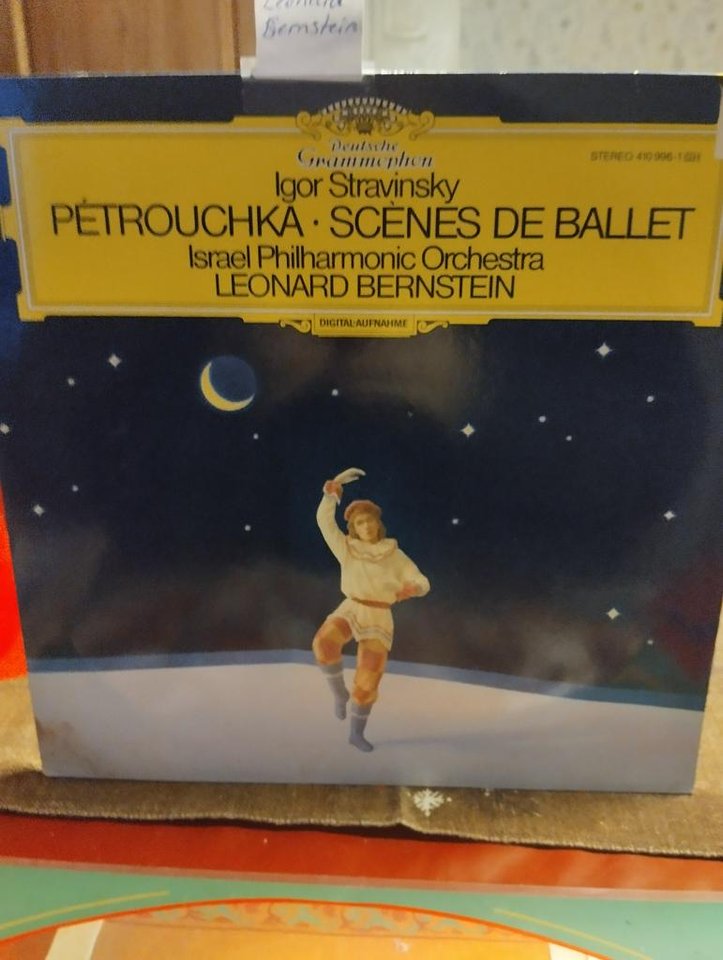 Leonard
Bernstein
Deutsche
Grammophon
STEREO 410 996-1 GH
Igor Stravinsky
PÉTROUCHKA · SCÈNES DE BALLET
Israel Philharmonic Orchestra
LEONARD BERNSTEIN
DIGITAL-AUFNAHME